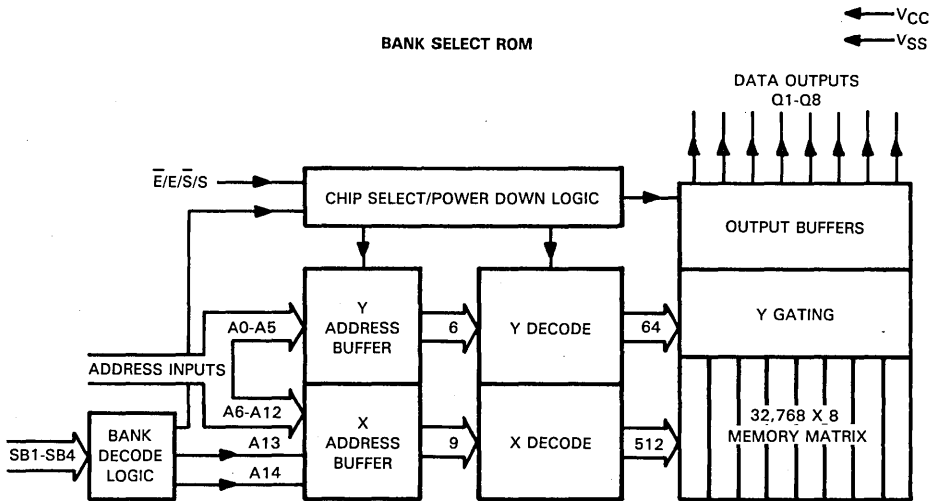 VCC
VSS
BANK SELECT ROM
DATA OUTPUTS
Q1-Q8
E̅/E/S̅/S
CHIP SELECT/POWER DOWN LOGIC
OUTPUT BUFFERS
A0-A5
Y
ADDRESS
BUFFER
6
Y DECODE
64
Y GATING
ADDRESS INPUTS
A6-A12
X
ADDRESS
BUFFER
9
X DECODE
512
32,768 X 8
MEMORY MATRIX
SB1-SB4
BANK
DECODE
LOGIC
A13
A14